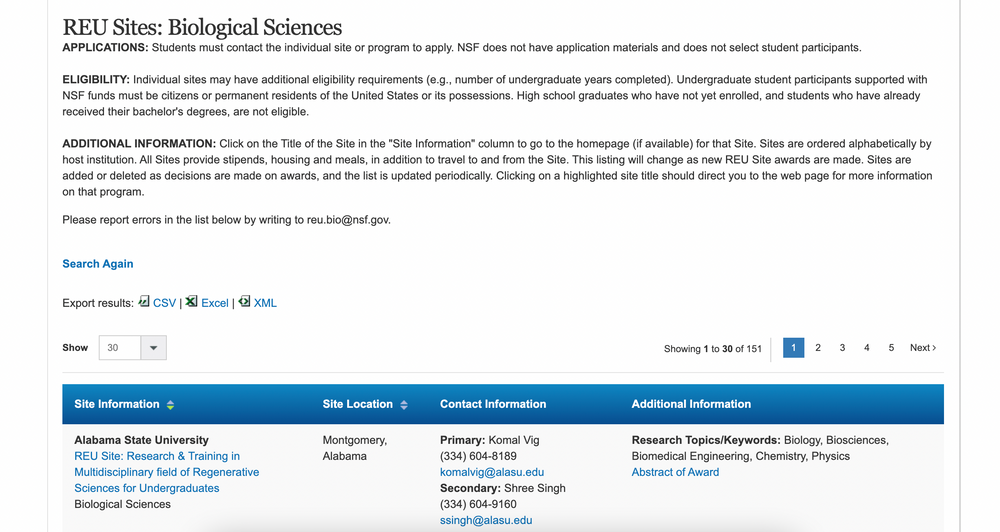 REU Sites: Biological Sciences
APPLICATIONS: Students must contact the individual site or program to apply. NSF does not have application materials and does not select student participants.
ELIGIBILITY: Individual sites may have additional eligibility requirements (e.g., number of undergraduate years completed). Undergraduate student participants supported with
NSF funds must be citizens or permanent residents of the United States or its possessions. High school graduates who have not yet enrolled, and students who have already
received their bachelor's degrees, are not eligible.
ADDITIONAL INFORMATION: Click on the Title of the Site in the "Site Information" column to go to the homepage (if available) for that Site. Sites are ordered alphabetically by
host institution. All Sites provide stipends, housing and meals, in addition to travel to and from the Site. This listing will change as new REU Site awards are made. Sites are
added or deleted as decisions are made on awards, and the list is updated periodically. Clicking on a highlighted site title should direct you to the web page for more information
on that program.
Please report errors in the list below by writing to reu.bio@nsf.gov.
Search Again
Export results: CSV | Excel | XML
Show 30 Showing 1 to 30 of 151 1 2 3 4 5 Next ›
Site Information Site Location Contact Information Additional Information
Alabama State University Montgomery, Primary: Komal Vig Research Topics/Keywords: Biology, Biosciences,
REU Site: Research & Training in Alabama (334) 604-8189 Biomedical Engineering, Chemistry, Physics
Multidisciplinary field of Regenerative komalvig@alasu.edu Abstract of Award
Sciences for Undergraduates Secondary: Shree Singh
Biological Sciences (334) 604-9160
ssingh@alasu.edu